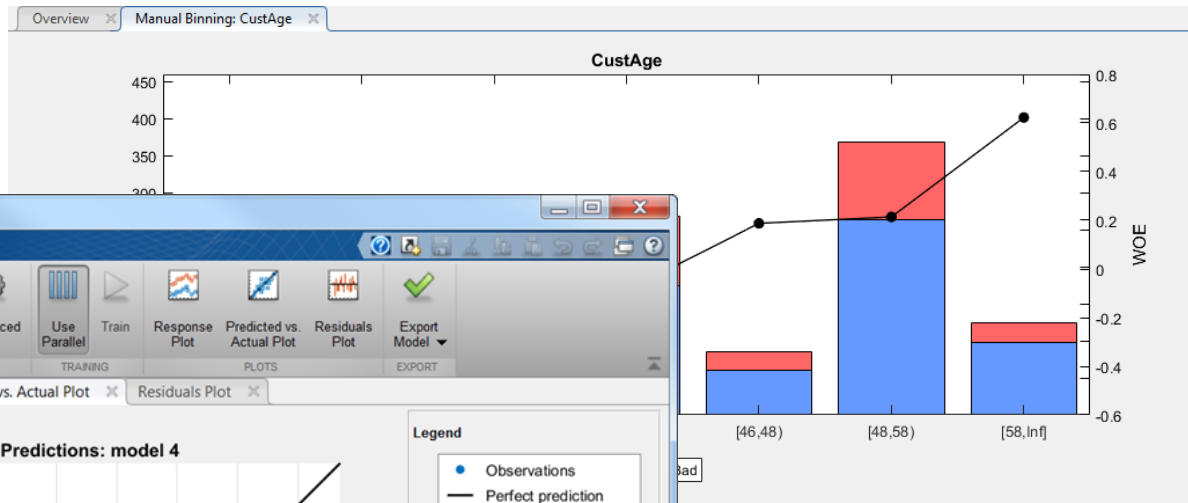 Overview
Manual Binning: CustAge
CustAge
450
400
350
300
0.8
0.6
0.4
0.2
0
-0.2
-0.4
-0.6
WOE
[46,48)
[48,58)
[58,Inf]
Use Parallel
Train
Response Plot
Predicted vs. Actual Plot
Residuals Plot
Export Model
TRAINING
PLOTS
EXPORT
vs. Actual Plot
Residuals Plot
Predictions: model 4
Legend
Observations
Perfect prediction